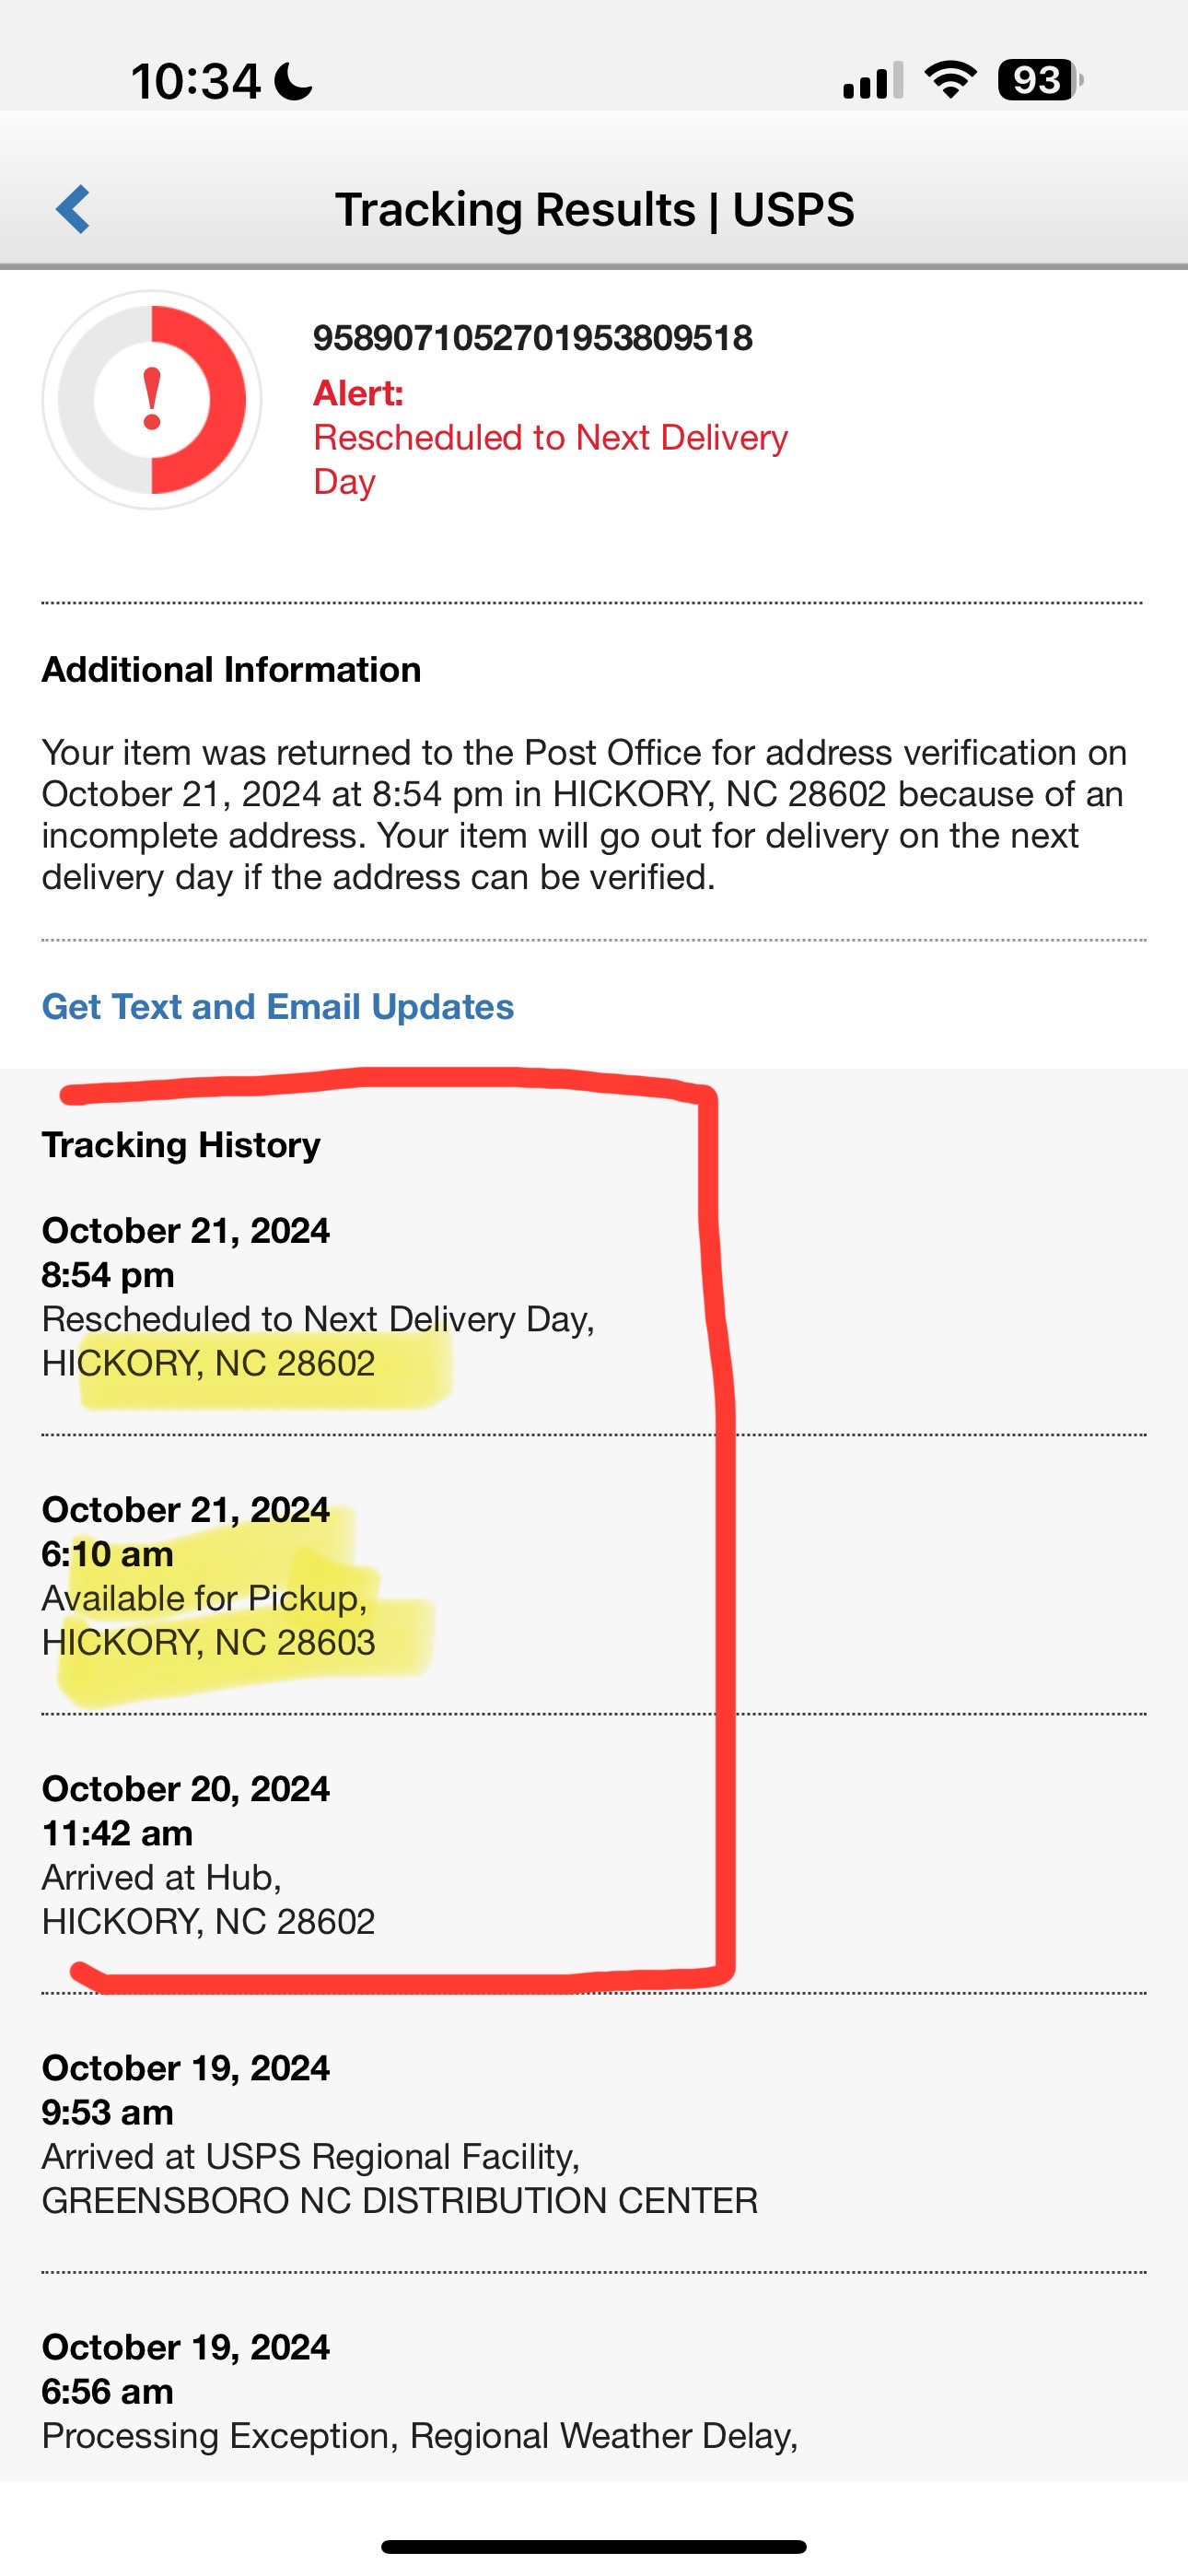 10:34
93
Tracking Results | USPS
9589071052701953809518
Alert:
Rescheduled to Next Delivery
Day
Additional Information
Your item was returned to the Post Office for address verification on
October 21, 2024 at 8:54 pm in HICKORY, NC 28602 because of an
incomplete address. Your item will go out for delivery on the next
delivery day if the address can be verified.
Get Text and Email Updates
Tracking History
October 21, 2024
8:54 pm
Rescheduled to Next Delivery Day,
HICKORY, NC 28602
October 21, 2024
6:10 am
Available for Pickup,
HICKORY, NC 28603
October 20, 2024
11:42 am
Arrived at Hub,
HICKORY, NC 28602
October 19, 2024
9:53 am
Arrived at USPS Regional Facility,
GREENSBORO NC DISTRIBUTION CENTER
October 19, 2024
6:56 am
Processing Exception, Regional Weather Delay,